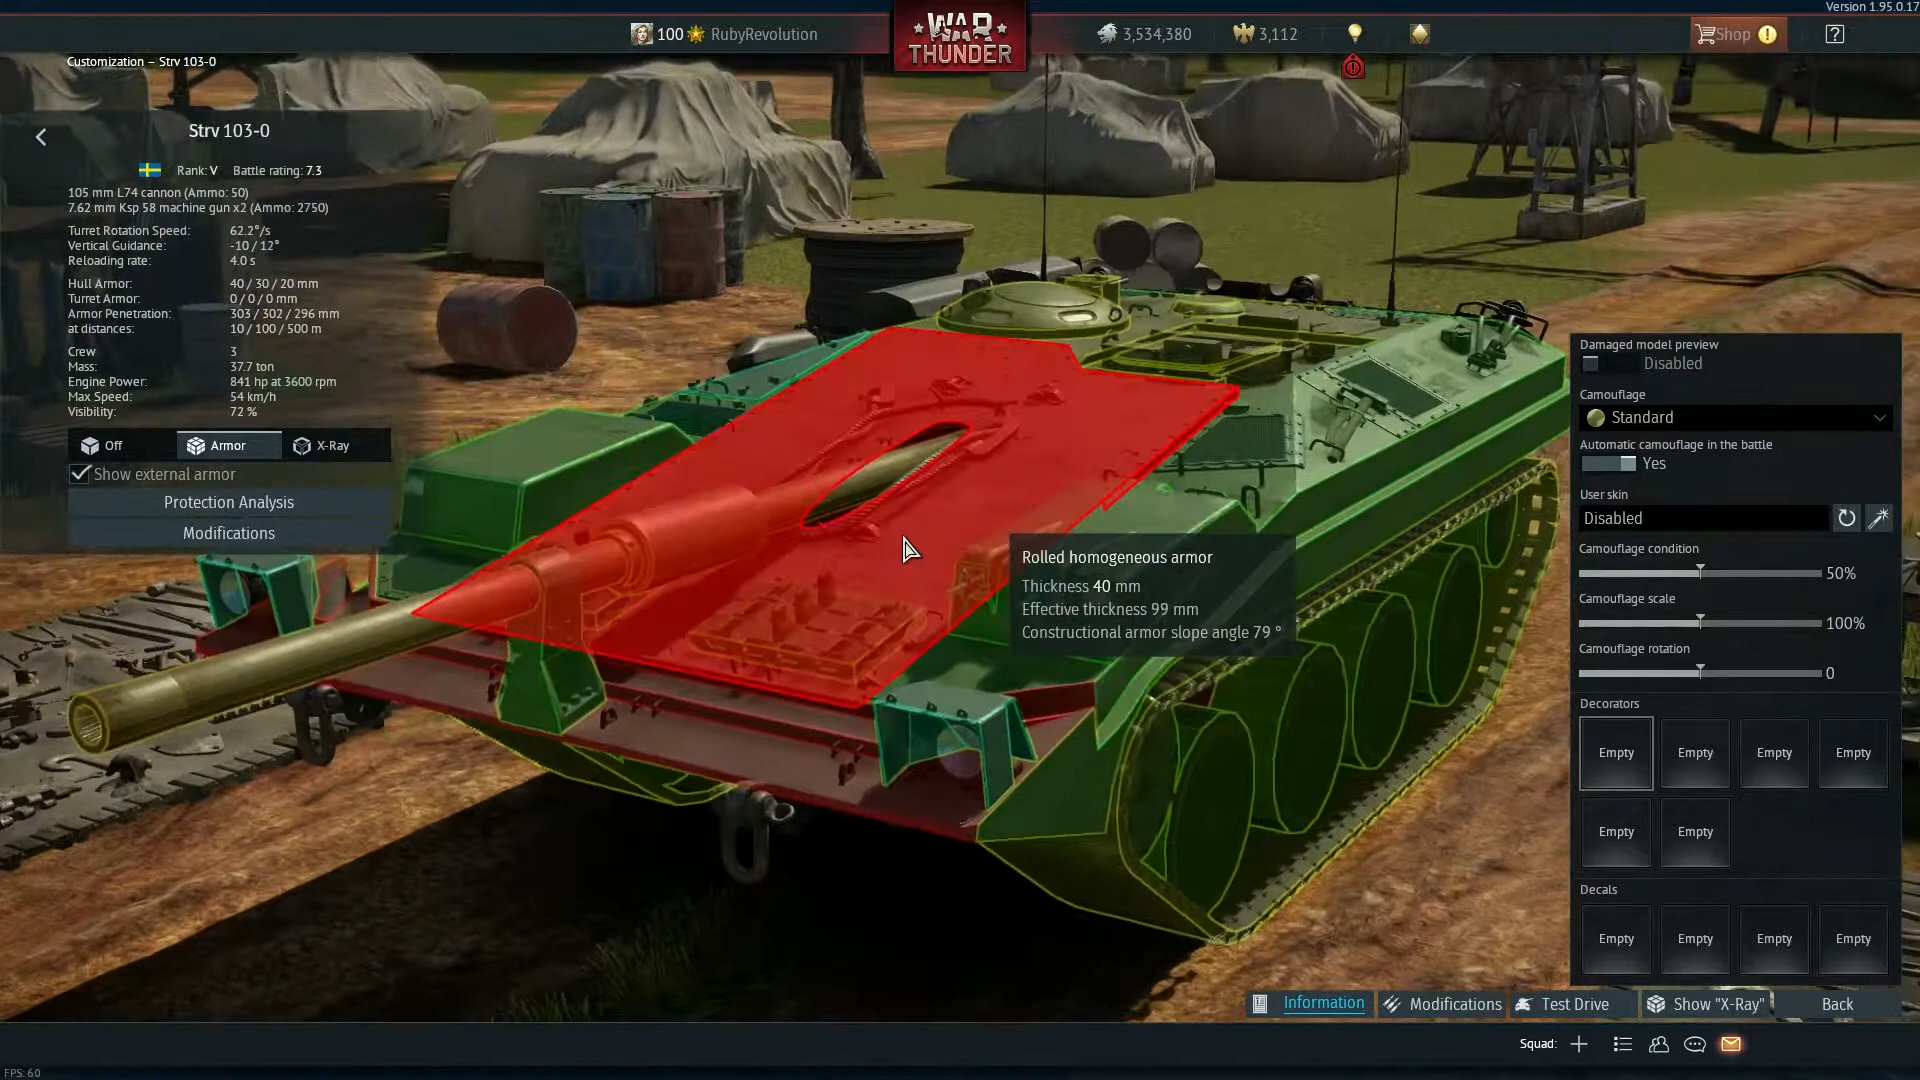 Version 1.95.0.17
100 RubyRevolution
WAR THUNDER
3,534,380
3,112
Shop
Customization – Strv 103-0
Strv 103-0
Rank: V Battle rating: 7.3
105 mm L74 cannon (Ammo: 50)
7.62 mm Ksp 58 machine gun x2 (Ammo: 2750)
Turret Rotation Speed: 62.2°/s
Vertical Guidance: -10 / 12°
Reloading rate: 4.0 s
Hull Armor: 40 / 30 / 20 mm
Turret Armor: 0 / 0 / 0 mm
Armor Penetration: 303 / 302 / 296 mm
at distances: 10 / 100 / 500 m
Crew 3
Mass: 37.7 ton
Engine Power: 841 hp at 3600 rpm
Max Speed: 54 km/h
Visibility: 72 %
Off Armor X-Ray
Show external armor
Protection Analysis
Modifications
Rolled homogeneous armor
Thickness 40 mm
Effective thickness 99 mm
Constructional armor slope angle 79 °
Damaged model preview
Disabled
Camouflage
Standard
Automatic camouflage in the battle
Yes
User skin
Disabled
Camouflage condition
50%
Camouflage scale
100%
Camouflage rotation
0
Decorators
Empty Empty Empty Empty
Empty Empty
Decals
Empty Empty Empty Empty
Information Modifications Test Drive Show "X-Ray" Back
Squad:
FPS: 60